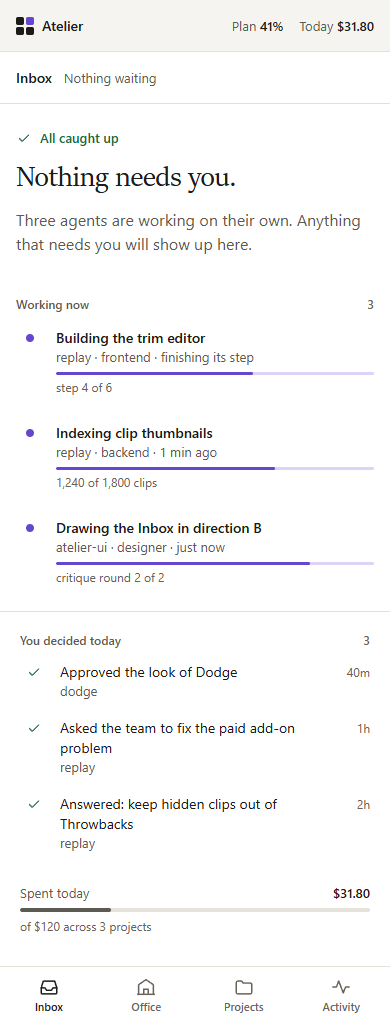 Atelier
Plan 41% Today $31.80
Inbox Nothing waiting
All caught up
Nothing needs you.
Three agents are working on their own. Anything
that needs you will show up here.
Working now 3
Building the trim editor
replay · frontend · finishing its step
step 4 of 6
Indexing clip thumbnails
replay · backend · 1 min ago
1,240 of 1,800 clips
Drawing the Inbox in direction B
atelier-ui · designer · just now
critique round 2 of 2
You decided today 3
Approved the look of Dodge 40m
dodge
Asked the team to fix the paid add-on 1h
problem
replay
Answered: keep hidden clips out of 2h
Throwbacks
replay
Spent today $31.80
of $120 across 3 projects
Inbox Office Projects Activity